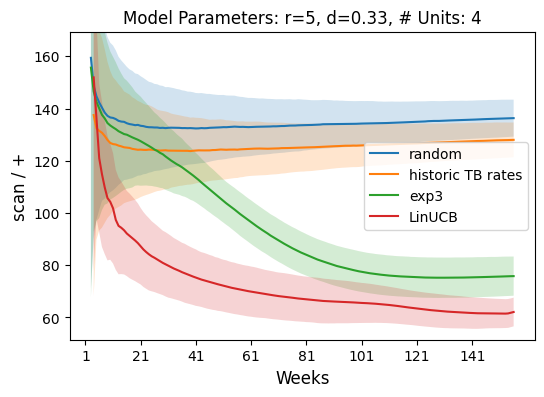 Model Parameters: r=5, d=0.33, # Units: 4
scan / +
160
140
120
100
80
60
random
historic TB rates
exp3
LinUCB
1 21 41 61 81 101 121 141
Weeks